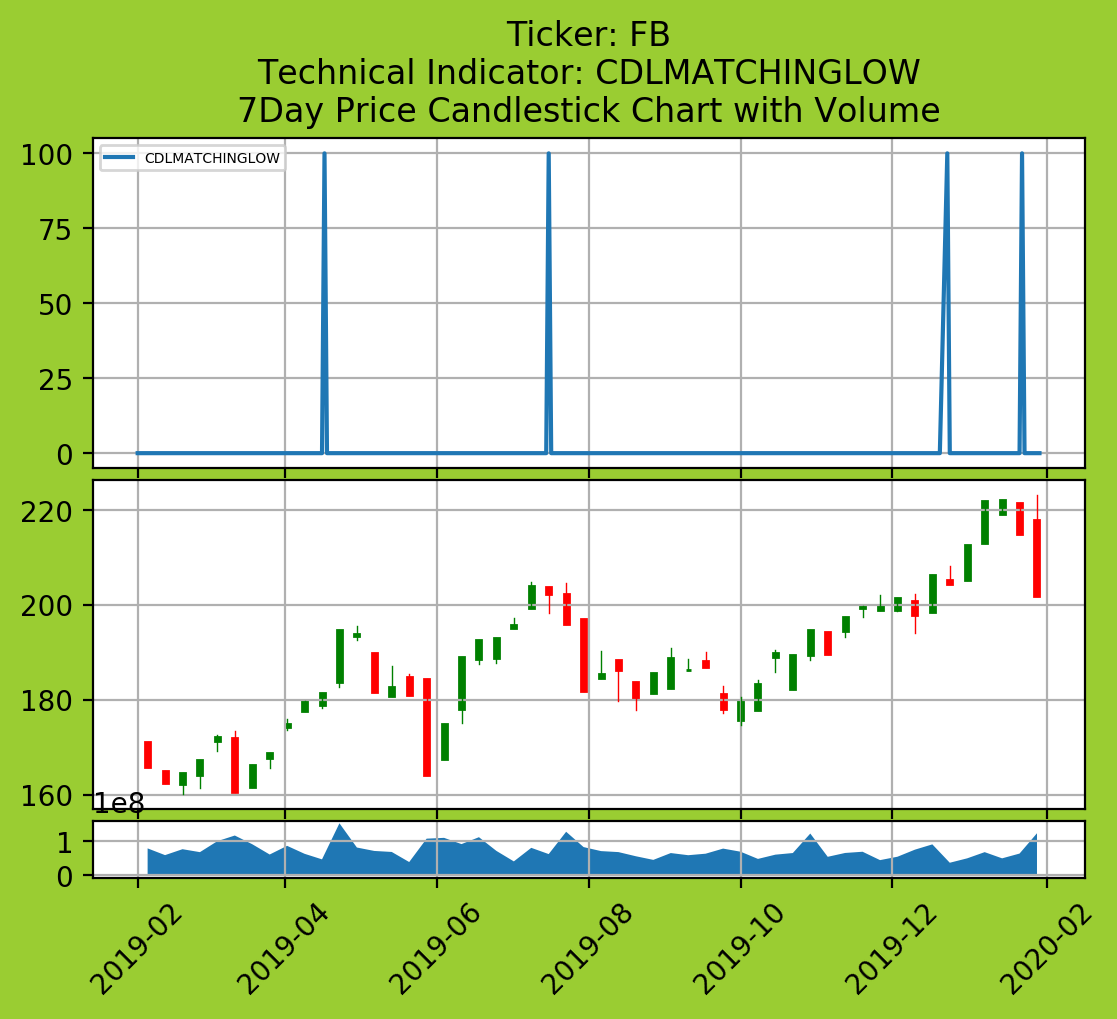 Ticker: FB
Technical Indicator: CDLMATCHINGLOW
7Day Price Candlestick Chart with Volume
100
CDLMATCHINGLOW
75
50
25
0
220
200
180
160
1e8
1
0
2019-02 2019-04 2019-06 2019-08 2019-10 2019-12 2020-02